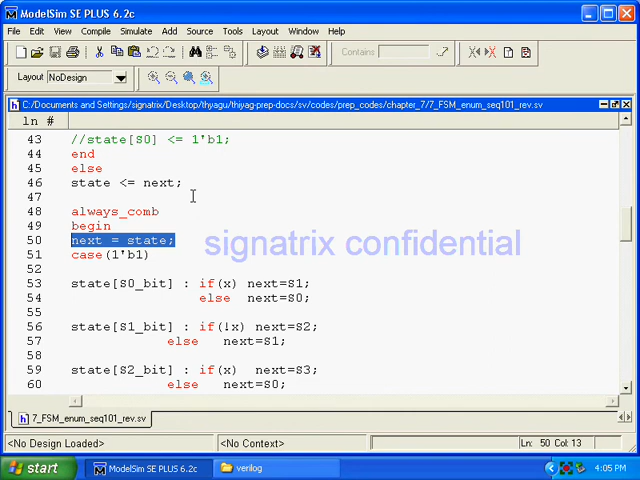 ModelSim SE PLUS 6.2c
File Edit View Compile Simulate Add Source Tools Layout Window Help
Contains
Layout NoDesign
C:/Documents and Settings/signatrix/Desktop/thyagu/thiyag-prep-docs/sv/codes/prep_codes/chapter_7/7_FSM_enum_seq101_rev.sv
ln #
43 //state[S0] <= 1'b1;
44 end
45 else
46 state <= next;
47
48 always_comb
49 begin
50 next = state;
51 case(1'b1)
52
53 state[S0_bit] : if(x) next=S1;
54 else next=S0;
55
56 state[S1_bit] : if(!x) next=S2;
57 else next=S1;
58
59 state[S2_bit] : if(x) next=S3;
60 else next=S0;
signatrix confidential
7_FSM_enum_seq101_rev.sv
<No Design Loaded> <No Context> Ln: 50 Col: 13
start ModelSim SE PLUS 6.2c verilog 4:05 PM